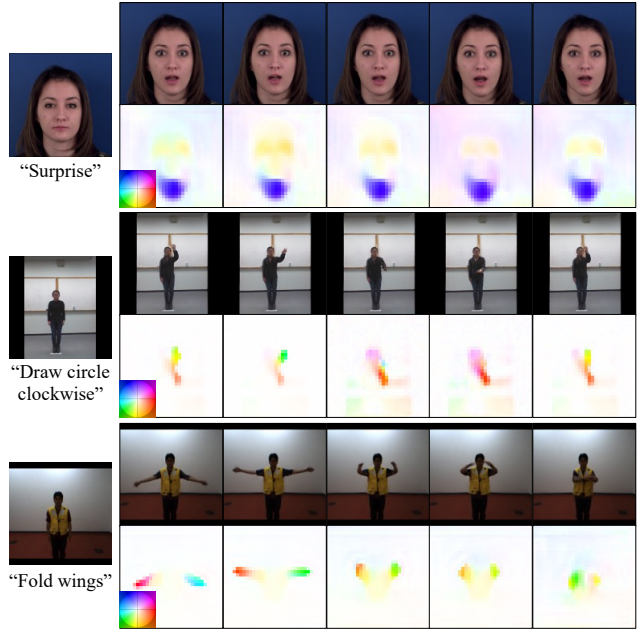 “Surprise”
“Draw circle
clockwise”
“Fold wings”